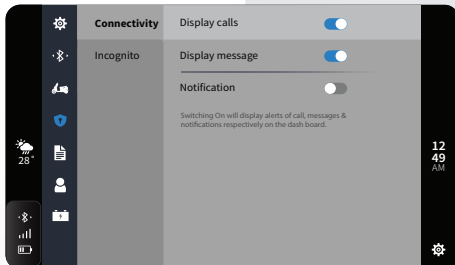 Connectivity
Incognito
Display calls
Display message
Notification
Switching On will display alerts of call, messages &
notifications respectively on the dash board.
28°
12
49
AM